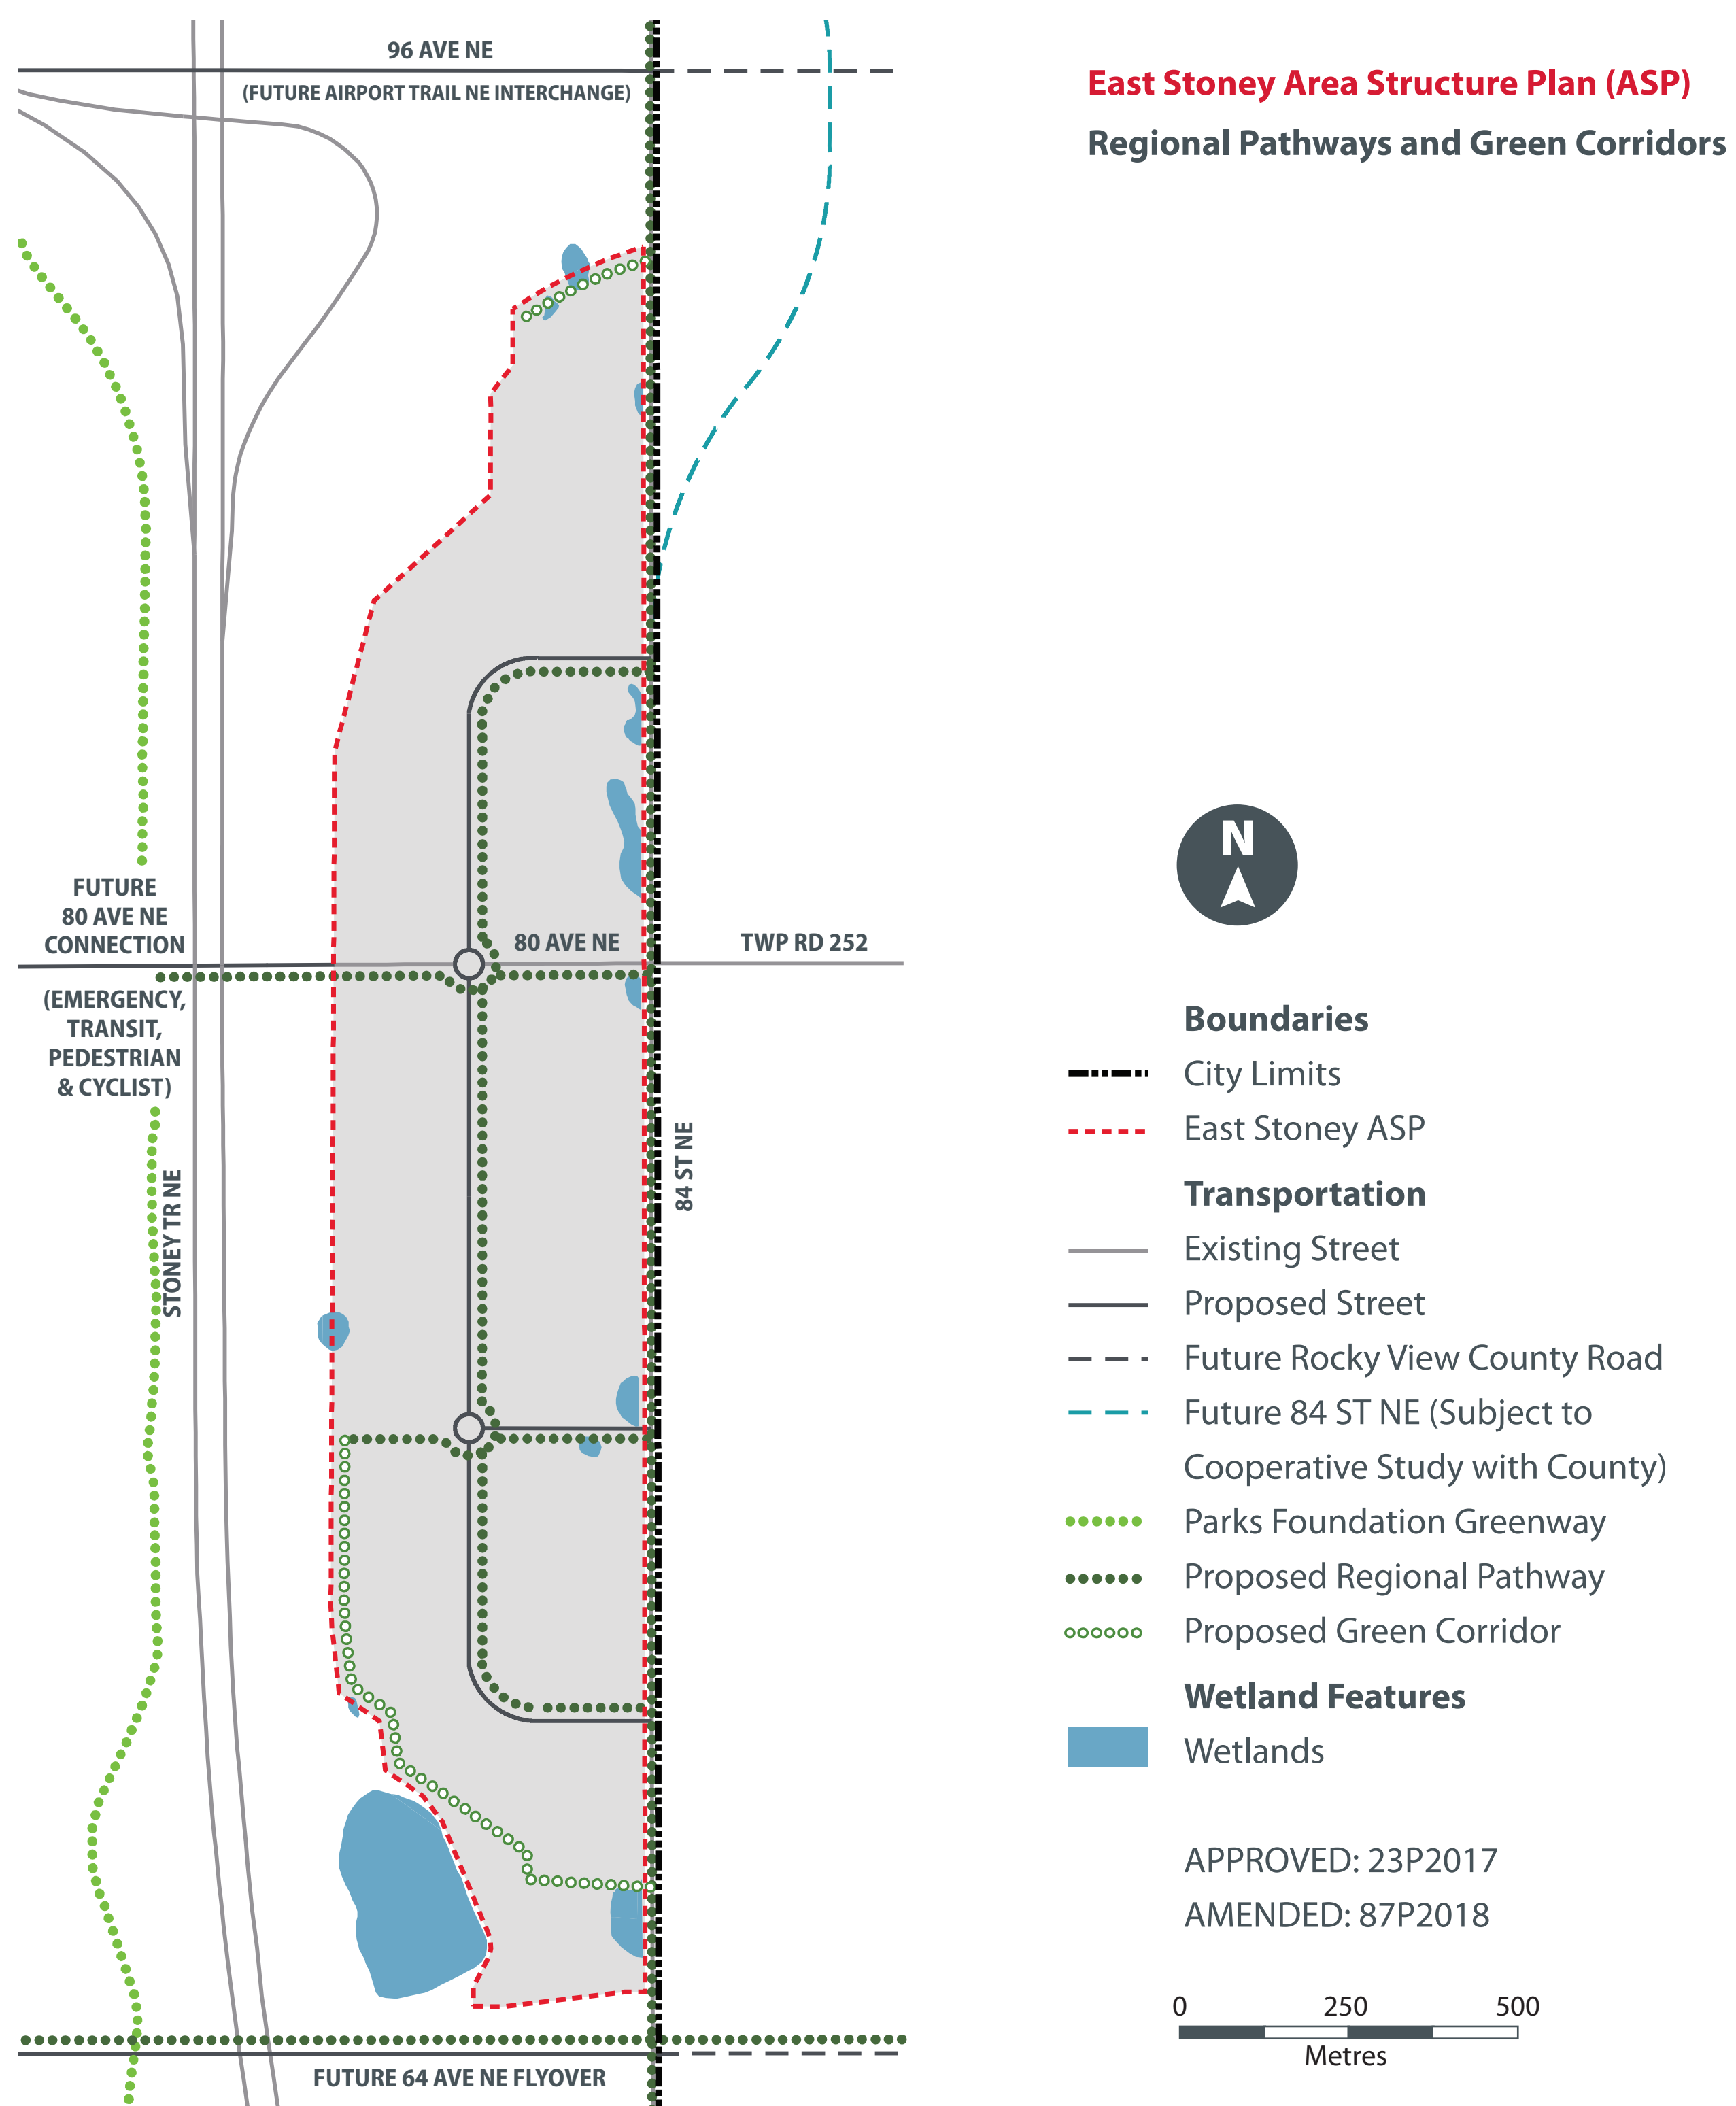 East Stoney Area Structure Plan (ASP)
Regional Pathways and Green Corridors
96 AVE NE
(FUTURE AIRPORT TRAIL NE INTERCHANGE)
FUTURE
80 AVE NE
CONNECTION
(EMERGENCY,
TRANSIT,
PEDESTRIAN
& CYCLIST)
80 AVE NE
TWP RD 252
STONEY TR NE
84 ST NE
FUTURE 64 AVE NE FLYOVER
N
Boundaries
City Limits
East Stoney ASP
Transportation
Existing Street
Proposed Street
Future Rocky View County Road
Future 84 ST NE (Subject to
Cooperative Study with County)
Parks Foundation Greenway
Proposed Regional Pathway
Proposed Green Corridor
Wetland Features
Wetlands
APPROVED: 23P2017
AMENDED: 87P2018
0 250 500
Metres